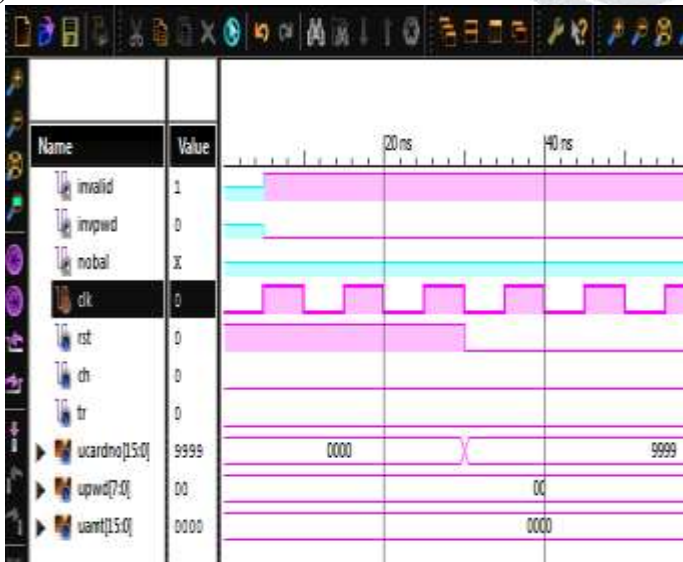 Name Value 20 ns 40 ns
invalid 1
invpwd 0
nobal X
clk 0
rst 0
ch 0
tr 0
ucardno[15:0] 9999 0000 9999
upwd[7:0] 00 00
uamt[15:0] 0000 0000